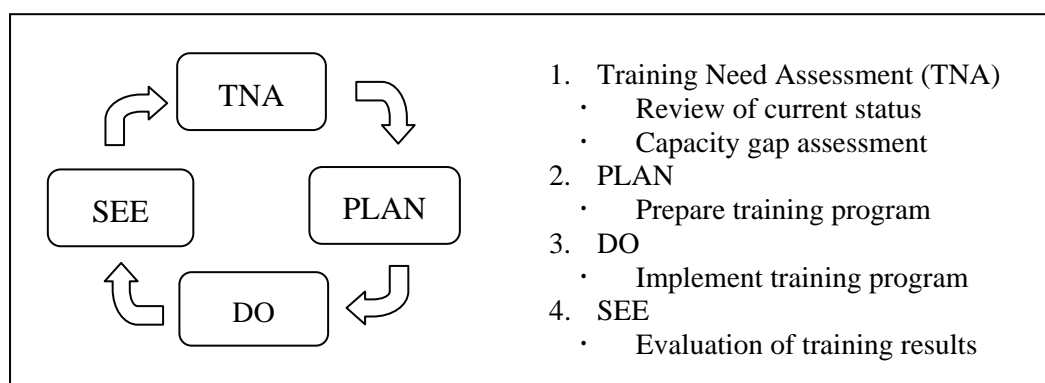 TNA
SEE
PLAN
DO
1. Training Need Assessment (TNA)
· Review of current status
· Capacity gap assessment
2. PLAN
· Prepare training program
3. DO
· Implement training program
4. SEE
· Evaluation of training results